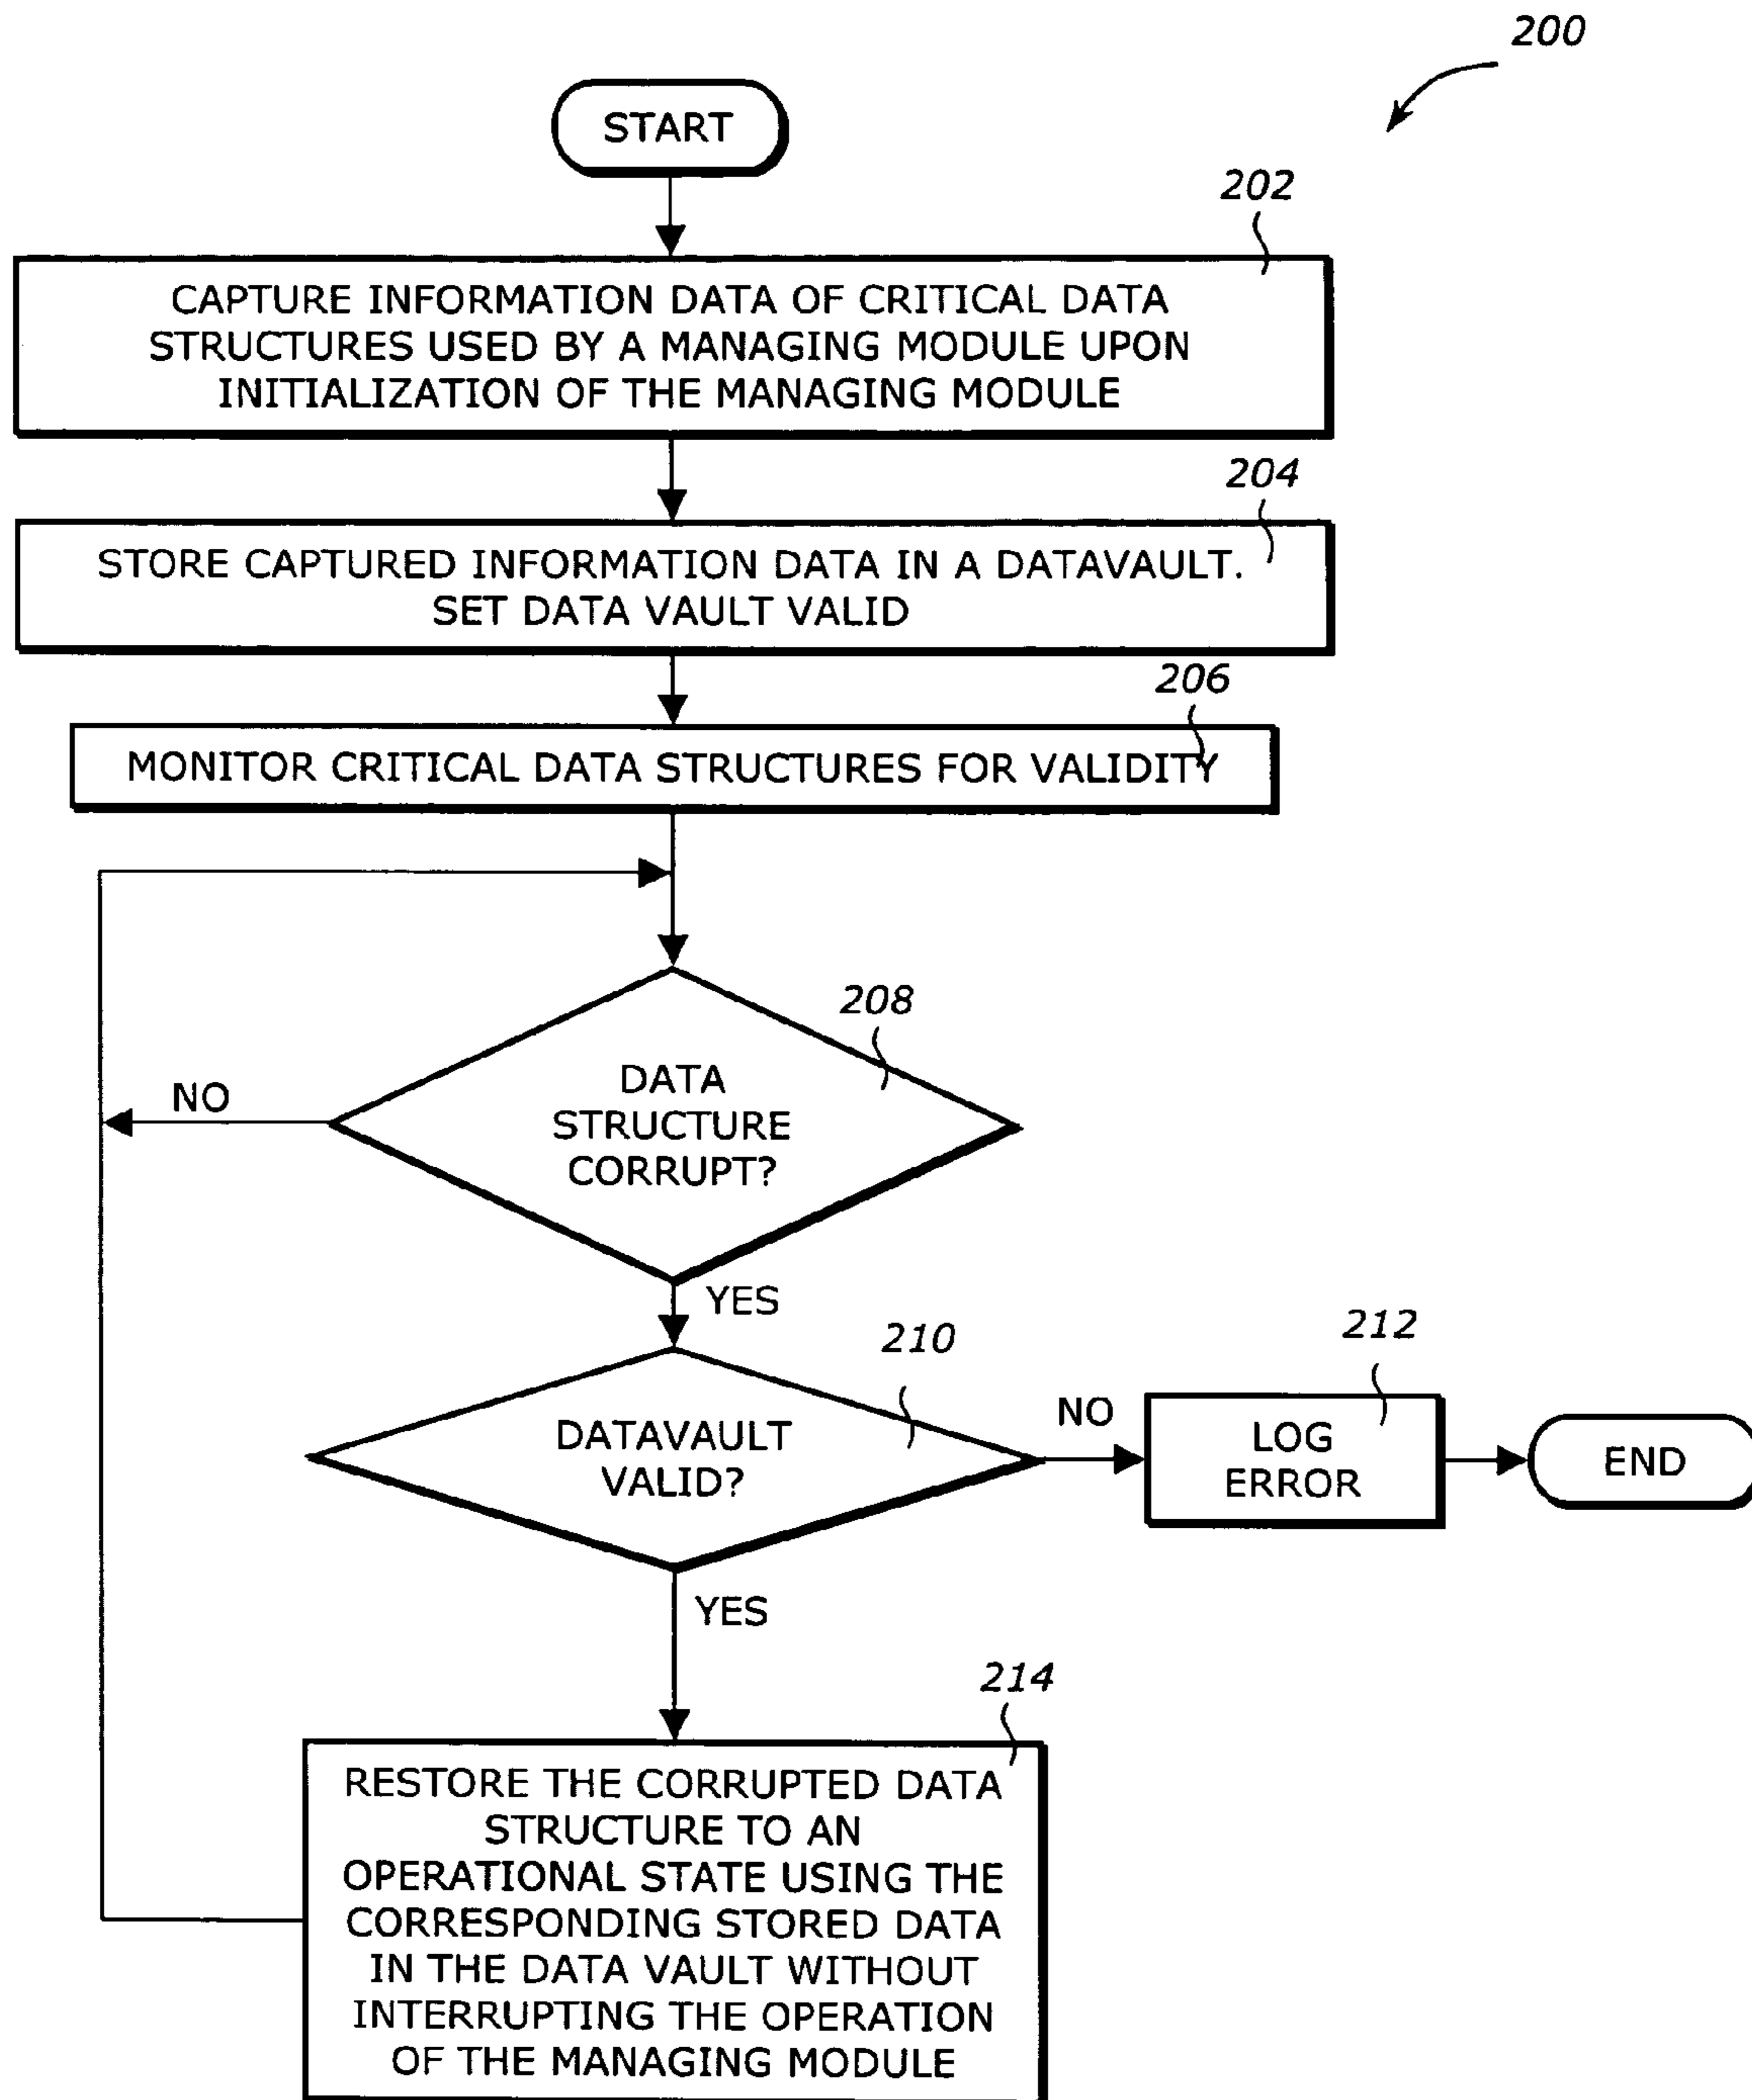 200
START
202
CAPTURE INFORMATION DATA OF CRITICAL DATA
STRUCTURES USED BY A MANAGING MODULE UPON
INITIALIZATION OF THE MANAGING MODULE
204
STORE CAPTURED INFORMATION DATA IN A DATAVAULT.
SET DATA VAULT VALID
206
MONITOR CRITICAL DATA STRUCTURES FOR VALIDITY
208
DATA
STRUCTURE
CORRUPT?
NO
YES
210
DATAVAULT
VALID?
NO
212
LOG
ERROR
END
YES
214
RESTORE THE CORRUPTED DATA
STRUCTURE TO AN
OPERATIONAL STATE USING THE
CORRESPONDING STORED DATA
IN THE DATA VAULT WITHOUT
INTERRUPTING THE OPERATION
OF THE MANAGING MODULE